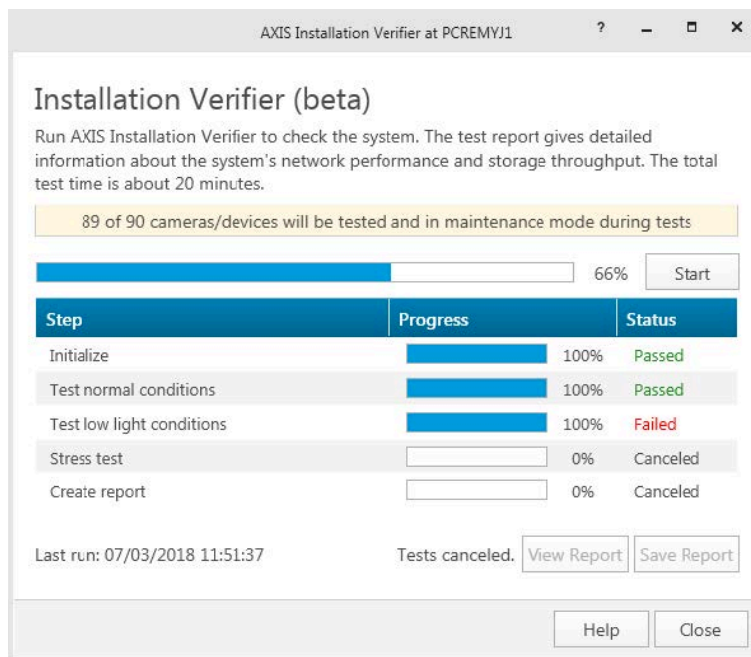 AXIS Installation Verifier at PCREMYJ1
Installation Verifier (beta)
Run AXIS Installation Verifier to check the system. The test report gives detailed
information about the system's network performance and storage throughput. The total
test time is about 20 minutes.
89 of 90 cameras/devices will be tested and in maintenance mode during tests
66% Start
Step Progress Status
Initialize 100% Passed
Test normal conditions 100% Passed
Test low light conditions 100% Failed
Stress test 0% Canceled
Create report 0% Canceled
Last run: 07/03/2018 11:51:37 Tests canceled. View Report Save Report
Help Close